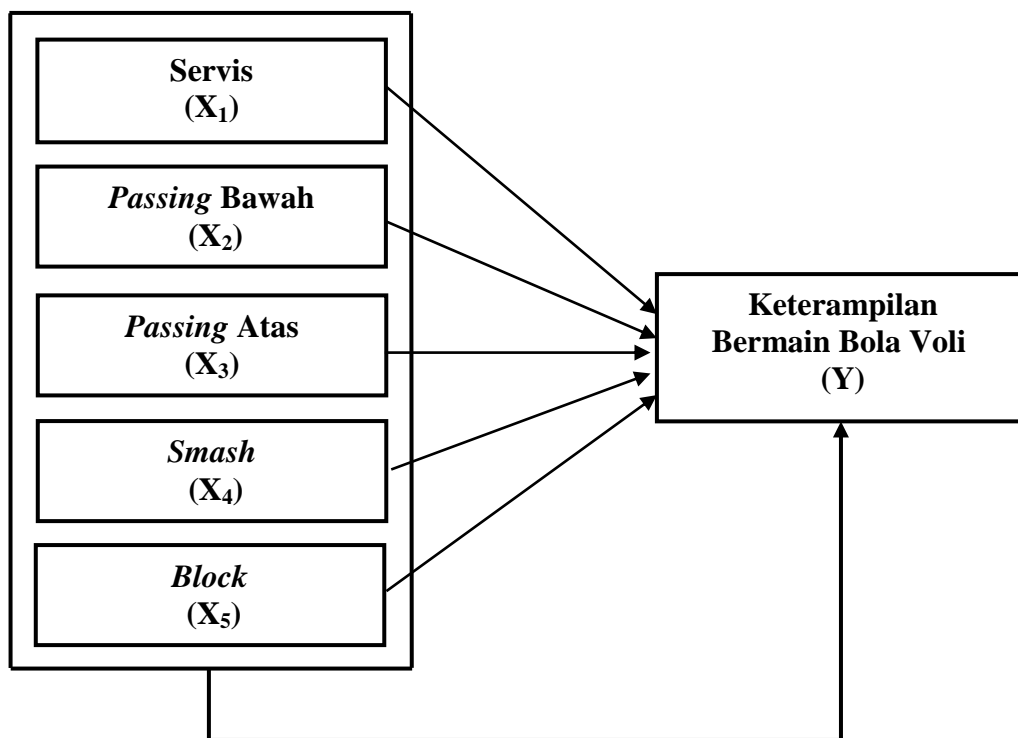 Servis
(X₁)
Passing Bawah
(X₂)
Passing Atas
(X₃)
Smash
(X₄)
Block
(X₅)
Keterampilan
Bermain Bola Voli
(Y)